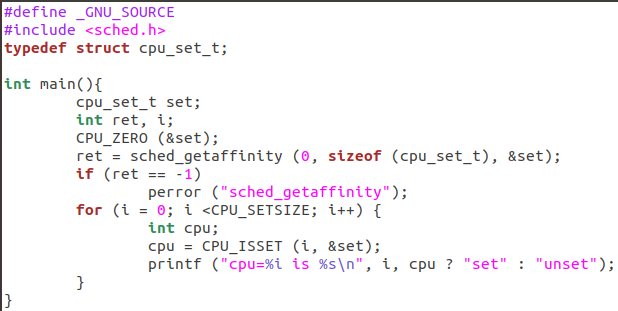 #define _GNU_SOURCE
#include <sched.h>
typedef struct cpu_set_t;

int main(){
        cpu_set_t set;
        int ret, i;
        CPU_ZERO (&set);
        ret = sched_getaffinity (0, sizeof (cpu_set_t), &set);
        if (ret == -1)
                perror ("sched_getaffinity");
        for (i = 0; i <CPU_SETSIZE; i++) {
                int cpu;
                cpu = CPU_ISSET (i, &set);
                printf ("cpu=%i is %s\n", i, cpu ? "set" : "unset");
        }
}